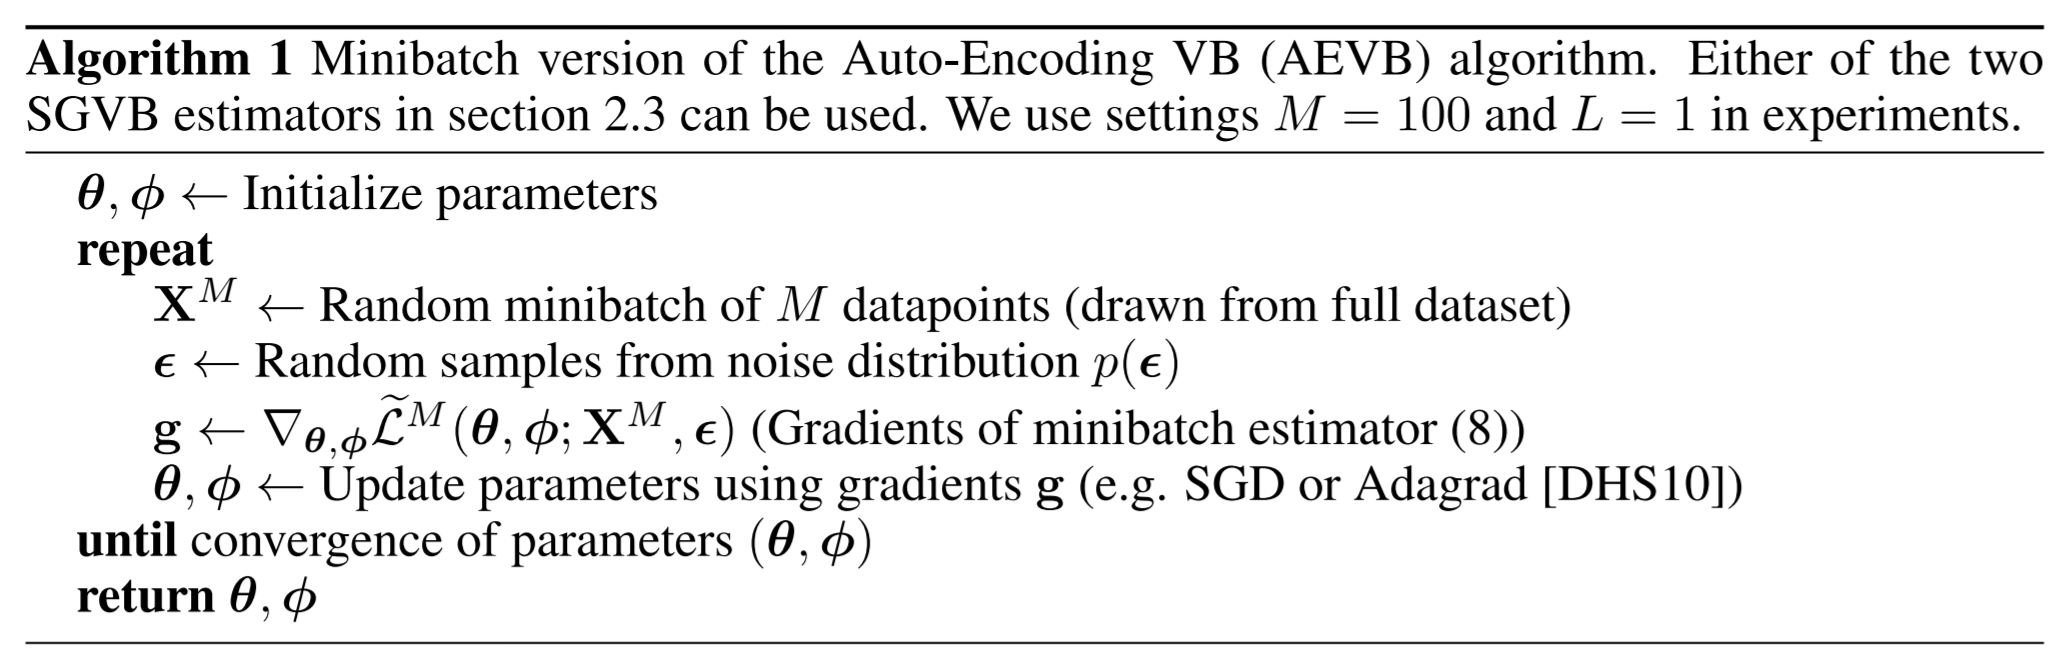 Algorithm 1 Minibatch version of the Auto-Encoding VB (AEVB) algorithm. Either of the two
SGVB estimators in section 2.3 can be used. We use settings M = 100 and L = 1 in experiments.
θ, ϕ ← Initialize parameters
repeat
X^M ← Random minibatch of M datapoints (drawn from full dataset)
ϵ ← Random samples from noise distribution p(ϵ)
g ← ∇_{θ,ϕ} ℒ̃^M(θ, ϕ; X^M, ϵ) (Gradients of minibatch estimator (8))
θ, ϕ ← Update parameters using gradients g (e.g. SGD or Adagrad [DHS10])
until convergence of parameters (θ, ϕ)
return θ, ϕ